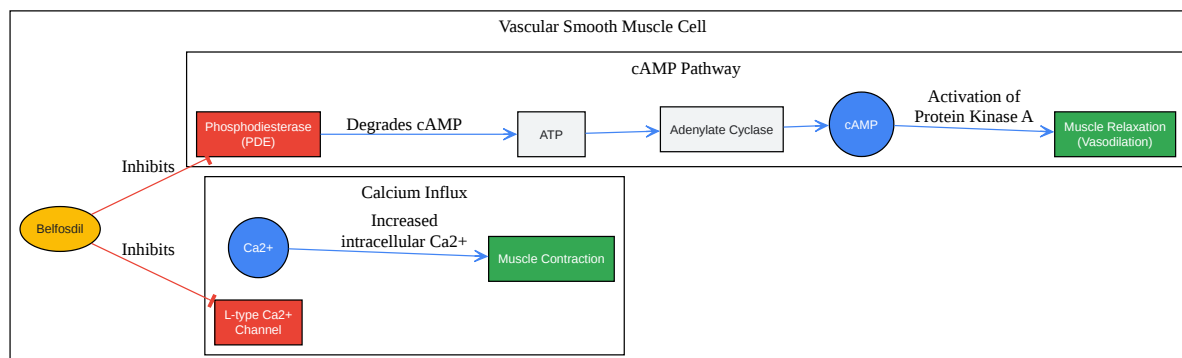 Vascular Smooth Muscle Cell
cAMP Pathway
Phosphodiesterase
(PDE)
Degrades cAMP
ATP
Adenylate Cyclase
cAMP
Activation of
Protein Kinase A
Muscle Relaxation
(Vasodilation)
Inhibits
Belfosdil
Inhibits
Calcium Influx
Ca2+
Increased
intracellular Ca2+
Muscle Contraction
L-type Ca2+
Channel